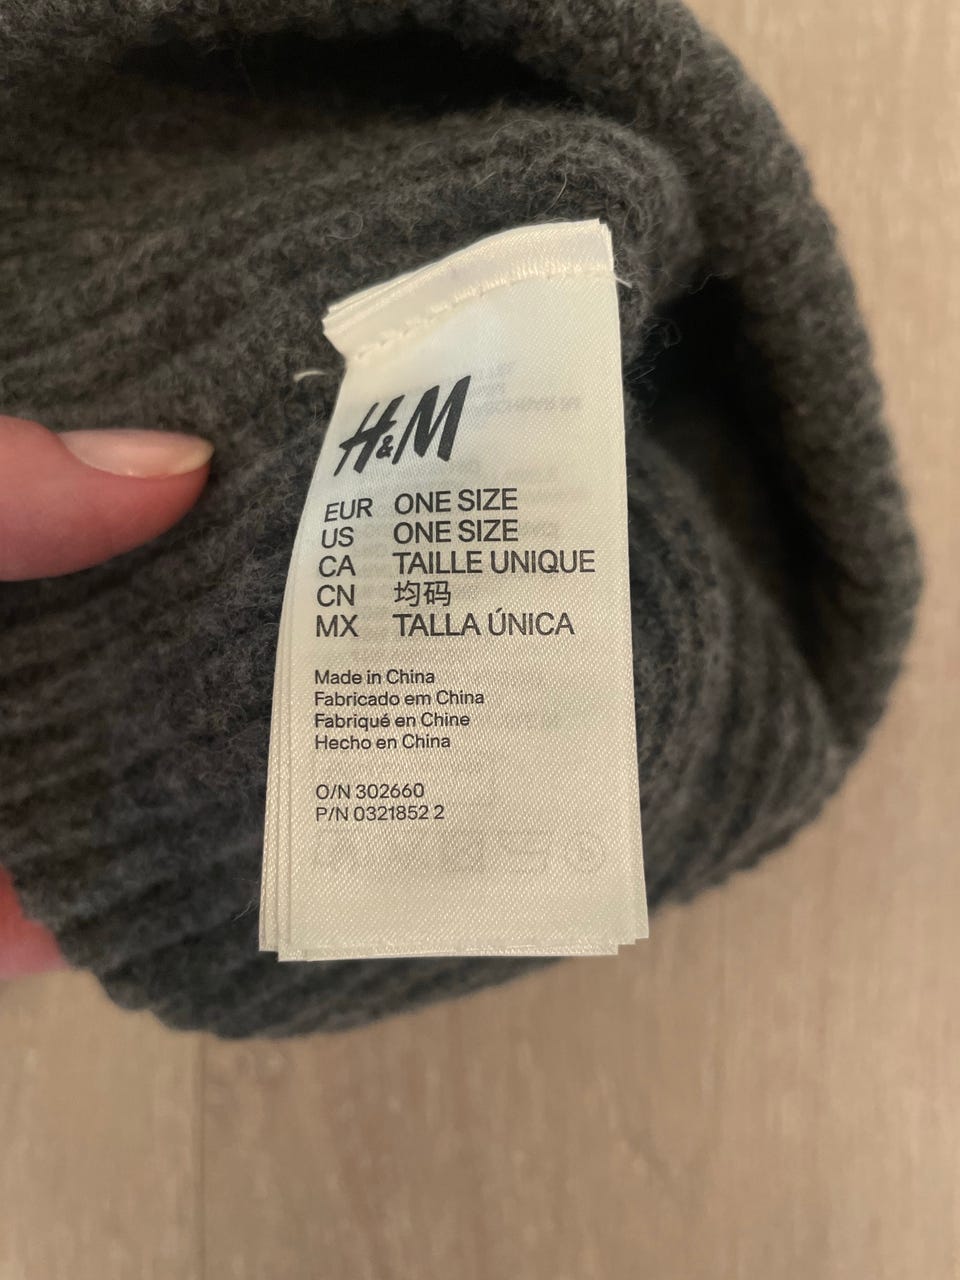 H&M
EUR ONE SIZE
US ONE SIZE
CA TAILLE UNIQUE
CN 均码
MX TALLA ÚNICA
Made in China
Fabricado em China
Fabriqué en Chine
Hecho en China
O/N 302660
P/N 0321852 2